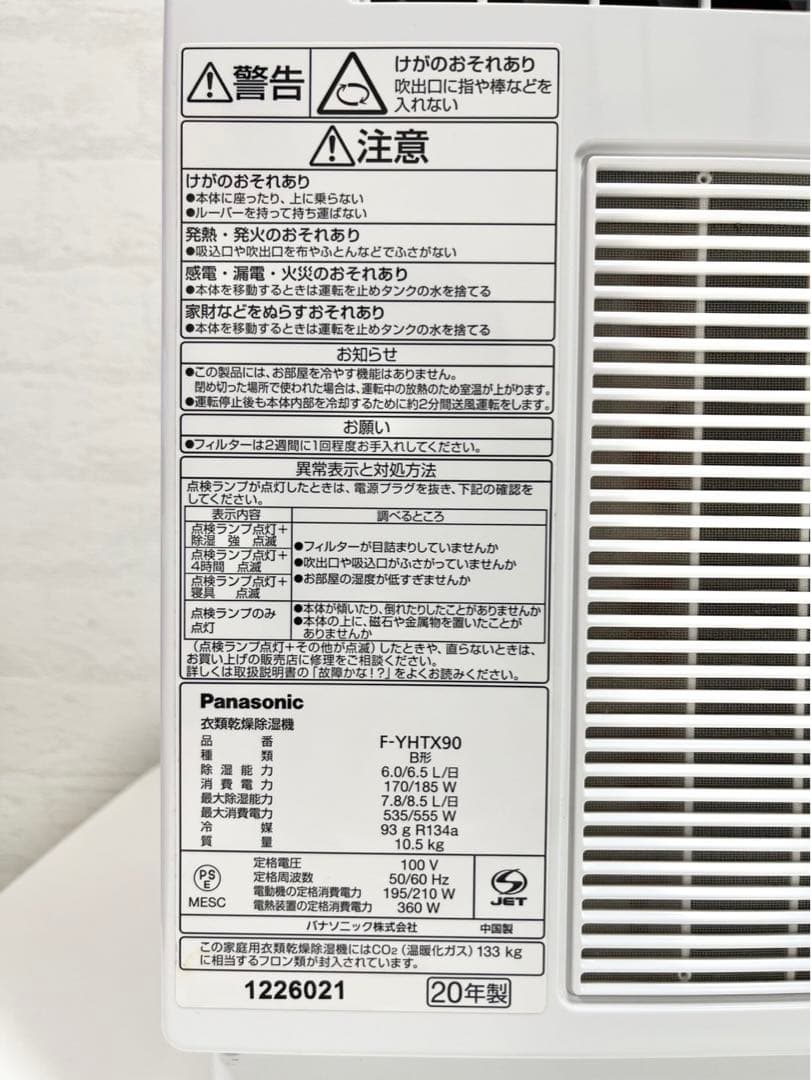 警告
けがのおそれあり
吹出口に指や棒などを
入れない
注意
けがのおそれあり
●本体に座ったり、上に乗らない
●ルーバーを持って持ち運ばない
発熱・発火のおそれあり
●吸込口や吹出口を布やふとんなどでふさがない
感電・漏電・火災のおそれあり
●本体を移動するときは運転を止めタンクの水を捨てる
家財などをぬらすおそれあり
●本体を移動するときは運転を止めタンクの水を捨てる
お知らせ
●この製品には、お部屋を冷やす機能はありません。
閉め切った場所で使われた場合は、運転中の放熱のため室温が上がります。
●運転停止後も本体内部を冷却するために約2分間送風運転をします。
お願い
●フィルターは2週間に1回程度お手入れしてください。
異常表示と対処方法
点検ランプが点灯したときは、電源プラグを抜き、下記の確認を
してください。
表示内容 調べるところ
点検ランプ点灯+
除湿 強 点滅
点検ランプ点灯+
4時間 点滅
点検ランプ点灯+
寝具 点滅
●フィルターが目詰まりしていませんか
●吹出口や吸込口がふさがっていませんか
●お部屋の湿度が低すぎませんか
点検ランプのみ
点灯
●本体が傾いたり、倒れたりしたことがありませんか
●本体の上に、磁石や金属物を置いたことが
ありませんか
(点検ランプ点灯+その他が点滅)したときや、直らないときは、
お買い上げの販売店に修理をご相談ください。
詳しくは取扱説明書の「故障かな!?」をよくお読みください。
Panasonic
衣類乾燥除湿機
品番 F-YHTX90
種類 B形
除湿能力 6.0/6.5 L/日
消費電力 170/185 W
最大除湿能力 7.8/8.5 L/日
最大消費電力 535/555 W
冷媒 93 g R134a
質量 10.5 kg
PS
E
MESC
定格電圧 100 V
定格周波数 50/60 Hz
電動機の定格消費電力 195/210 W
電熱装置の定格消費電力 360 W
JET
パナソニック株式会社 中国製
この家庭用衣類乾燥除湿機にはCO₂(温暖化ガス)133 kg
に相当するフロン類が封入されています。
1226021 20年製